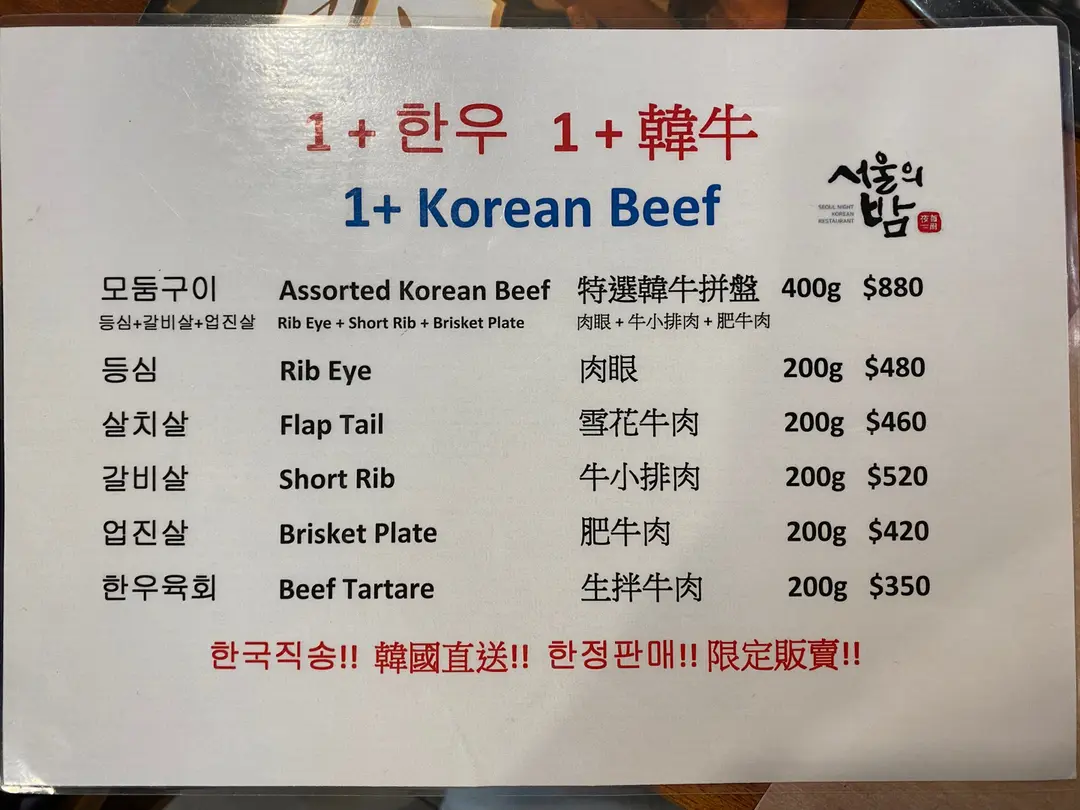 1 + 한우 1 + 韓牛
1+ Korean Beef
서울의
밤
SEOUL NIGHT
KOREAN
RESTAURANT
모둠구이 Assorted Korean Beef 特選韓牛拼盤 400g $880
등심+갈비살+업진살 Rib Eye + Short Rib + Brisket Plate 肉眼 + 牛小排肉 + 肥牛肉
등심 Rib Eye 肉眼 200g $480
살치살 Flap Tail 雪花牛肉 200g $460
갈비살 Short Rib 牛小排肉 200g $520
업진살 Brisket Plate 肥牛肉 200g $420
한우육회 Beef Tartare 生拌牛肉 200g $350
한국직송!! 韓國直送!! 한정판매!! 限定販賣!!